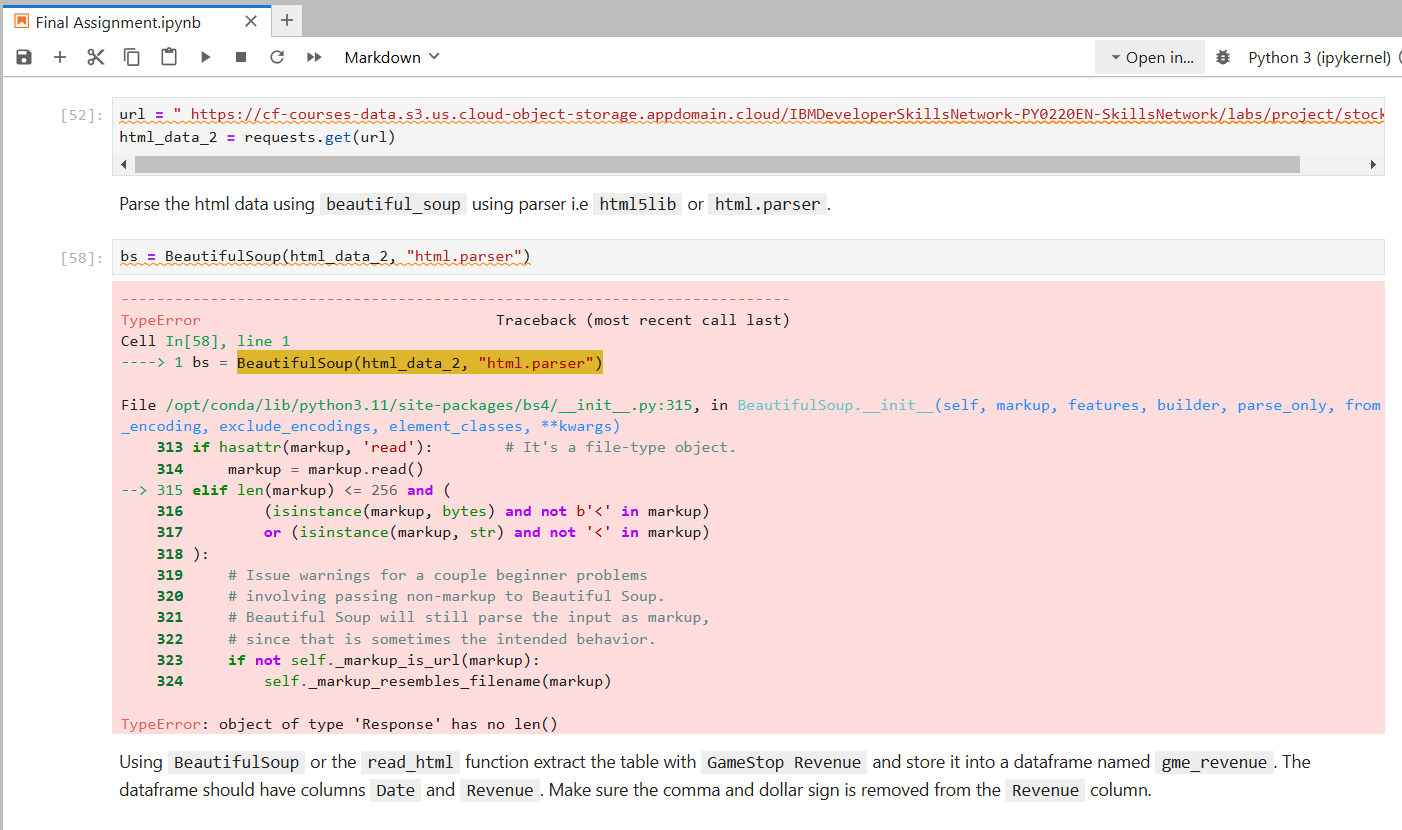 Final Assignment.ipynb
Markdown
Open in...
Python 3 (ipykernel)
[52]:
url = " https://cf-courses-data.s3.us.cloud-object-storage.appdomain.cloud/IBMDeveloperSkillsNetwork-PY0220EN-SkillsNetwork/labs/project/stock
html_data_2 = requests.get(url)
Parse the html data using beautiful_soup using parser i.e html5lib or html.parser .
[58]:
bs = BeautifulSoup(html_data_2, "html.parser")
---------------------------------------------------------------------------
TypeError                                 Traceback (most recent call last)
Cell In[58], line 1
----> 1 bs = BeautifulSoup(html_data_2, "html.parser")
File /opt/conda/lib/python3.11/site-packages/bs4/__init__.py:315, in BeautifulSoup.__init__(self, markup, features, builder, parse_only, from
_encoding, exclude_encodings, element_classes, **kwargs)
    313 if hasattr(markup, 'read'):        # It's a file-type object.
    314     markup = markup.read()
--> 315 elif len(markup) <= 256 and (
    316         (isinstance(markup, bytes) and not b'<' in markup)
    317         or (isinstance(markup, str) and not '<' in markup)
    318 ):
    319     # Issue warnings for a couple beginner problems
    320     # involving passing non-markup to Beautiful Soup.
    321     # Beautiful Soup will still parse the input as markup,
    322     # since that is sometimes the intended behavior.
    323     if not self._markup_is_url(markup):
    324         self._markup_resembles_filename(markup)
TypeError: object of type 'Response' has no len()
Using BeautifulSoup or the read_html function extract the table with GameStop Revenue and store it into a dataframe named gme_revenue . The
dataframe should have columns Date and Revenue . Make sure the comma and dollar sign is removed from the Revenue column.